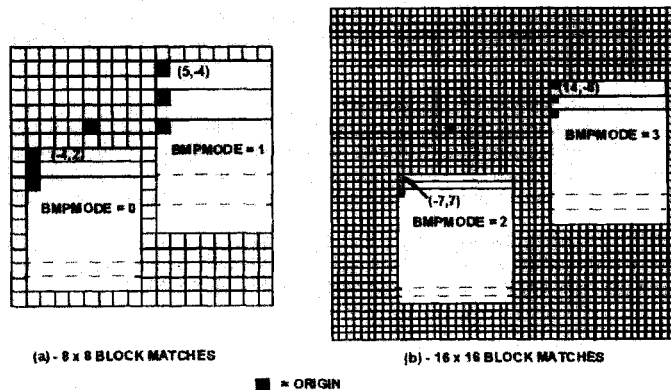 (5,-4)
BMPMODE = 1
(-4,2)
BMPMODE = 0
(14,-8)
BMPMODE = 3
(-7,7)
BMPMODE = 2
(a) - 8 x 8 BLOCK MATCHES
(b) - 16 x 16 BLOCK MATCHES
= ORIGIN